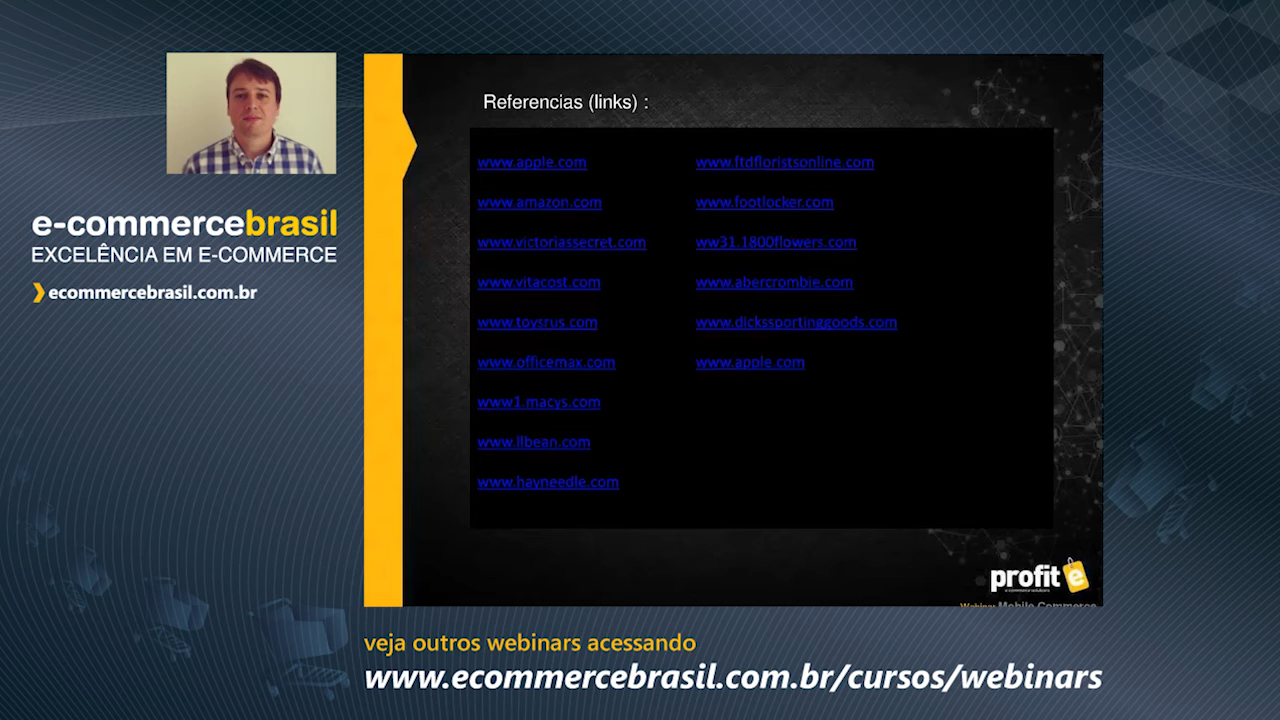 e-commercebrasil
EXCELÊNCIA EM E-COMMERCE
ecommercebrasil.com.br
Referencias (links) :
www.apple.com
www.amazon.com
www.victoriassecret.com
www.vitacost.com
www.toysrus.com
www.officemax.com
www1.macys.com
www.llbean.com
www.hayneedle.com
www.ftdfloristsonline.com
www.footlocker.com
ww31.1800flowers.com
www.abercrombie.com
www.dickssportinggoods.com
www.apple.com
profit e
Webinar Mobile Commerce
veja outros webinars acessando
www.ecommercebrasil.com.br/cursos/webinars